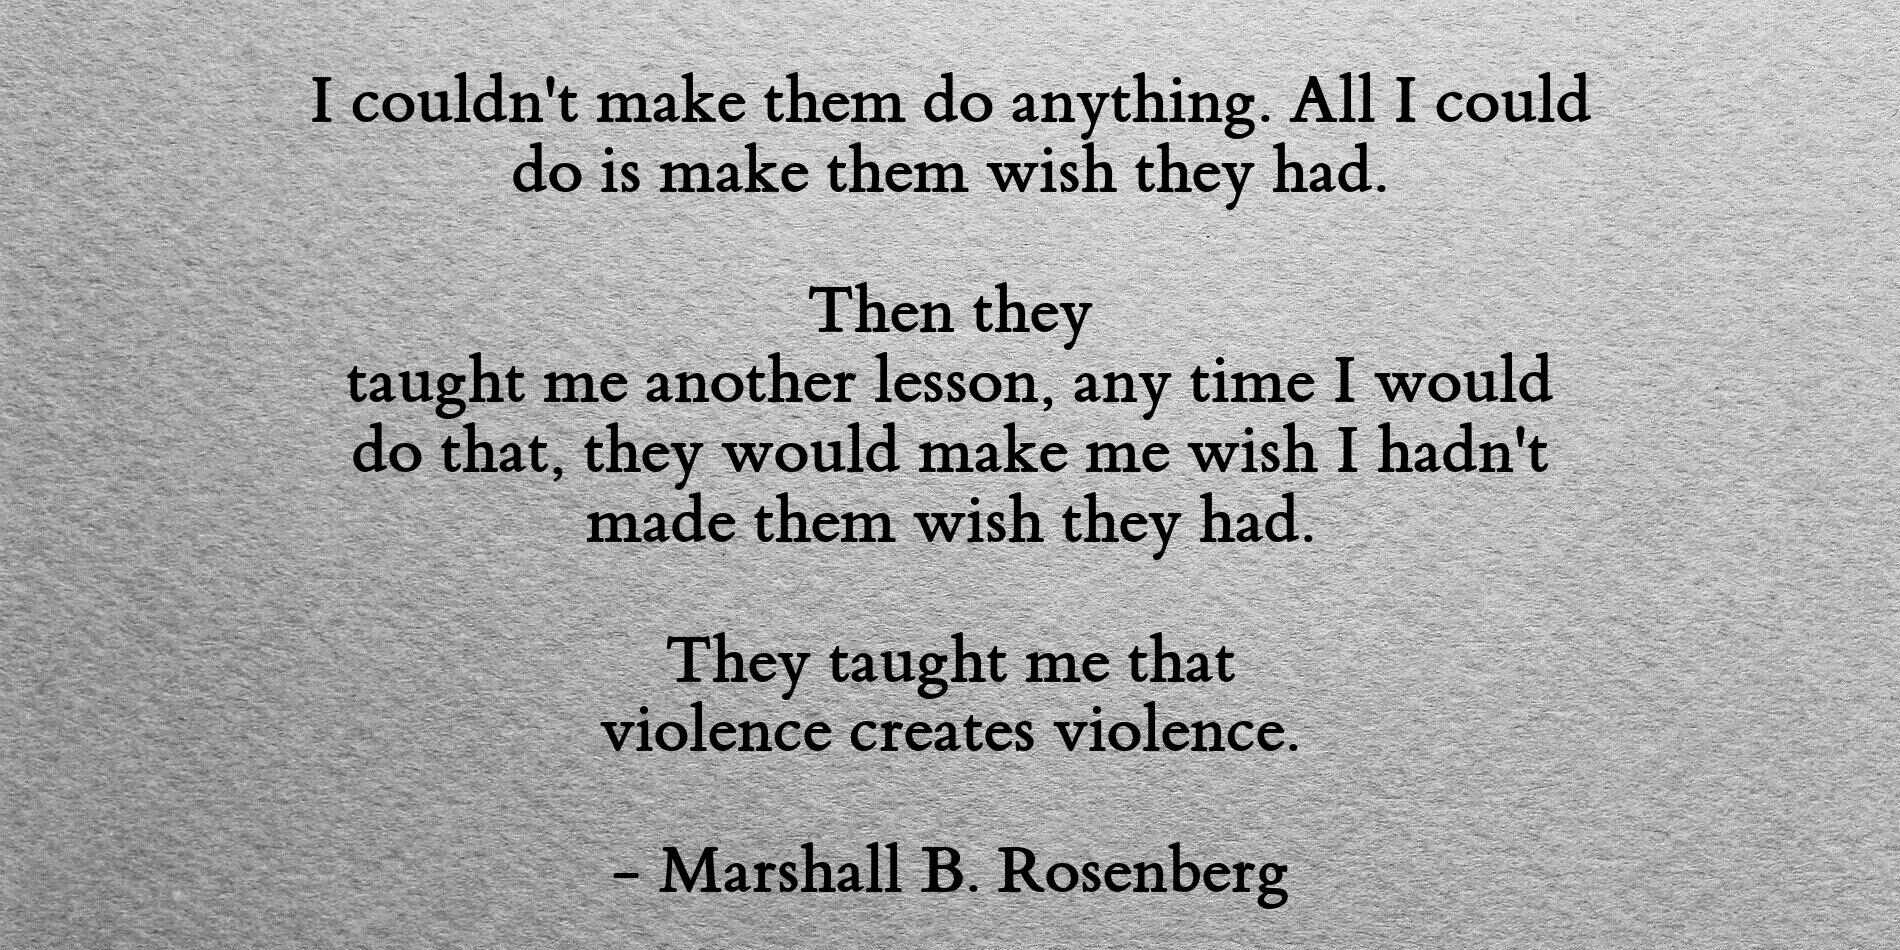 I couldn't make them do anything. All I could
do is make them wish they had.
Then they
taught me another lesson, any time I would
do that, they would make me wish I hadn't
made them wish they had.
They taught me that
violence creates violence.
– Marshall B. Rosenberg